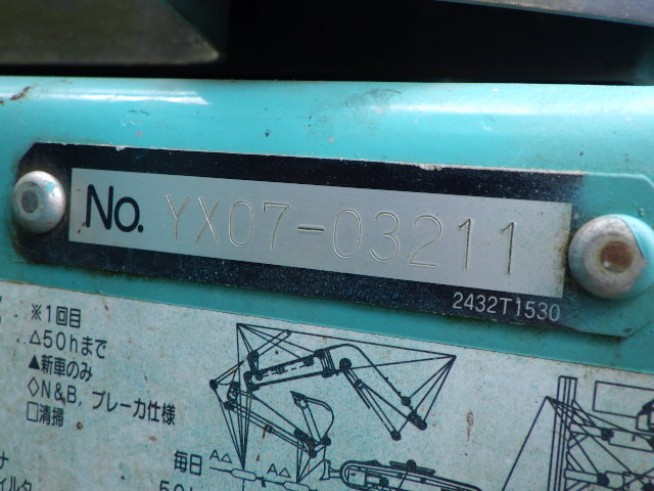 No. YX07-03211
2432T1530
※1回目
△50hまで
▲新車のみ
◇N&B, ブレーカ仕様
□清掃
毎日
△△
△△